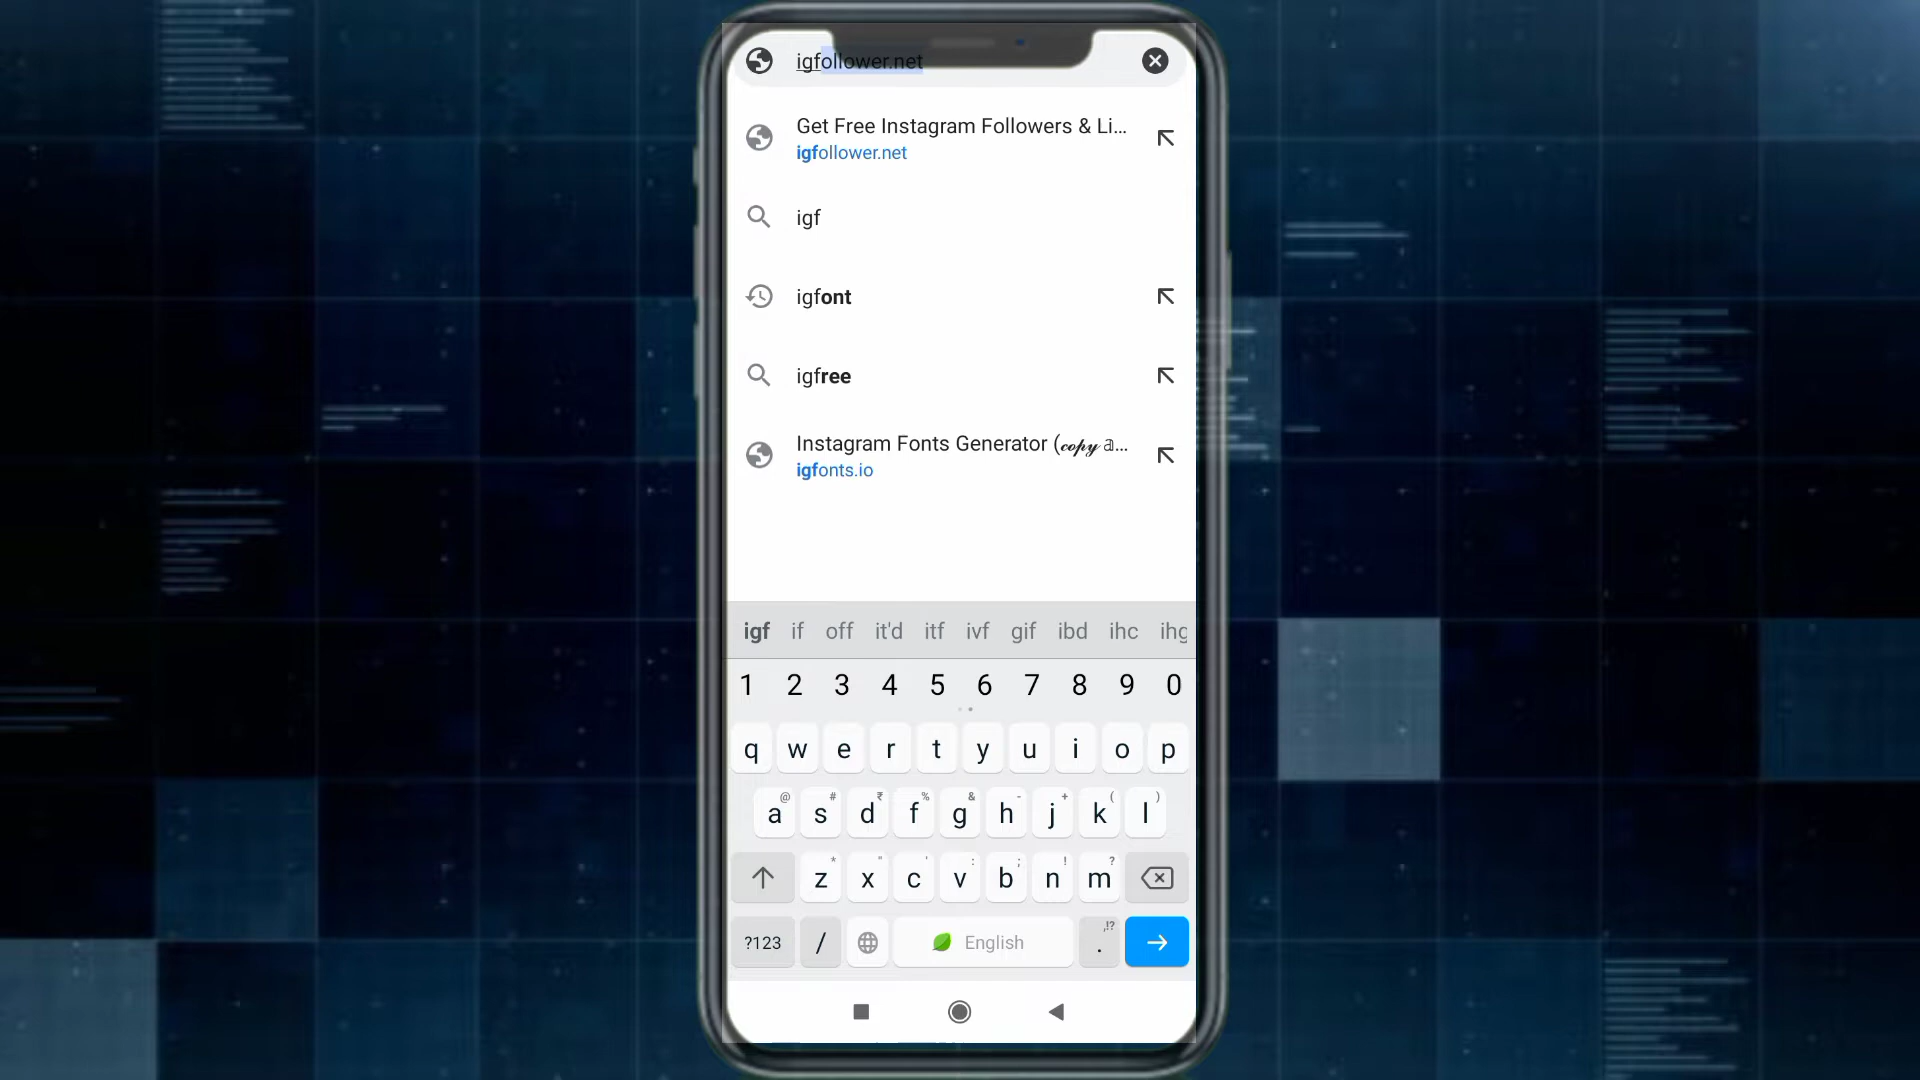 igfollower.net
Get Free Instagram Followers & Li...
igfollower.net
igf
igfont
igfree
Instagram Fonts Generator (𝓬𝓸𝓹𝔂 𝕒...
igfonts.io
igf if off it'd itf ivf gif ibd ihc ihg
1 2 3 4 5 6 7 8 9 0
q w e r t y u i o p
@ # ₹ % & - + ( )
a s d f g h j k l
* " ' : ; ! ?
z x c v b n m
,!?
?123 / English .